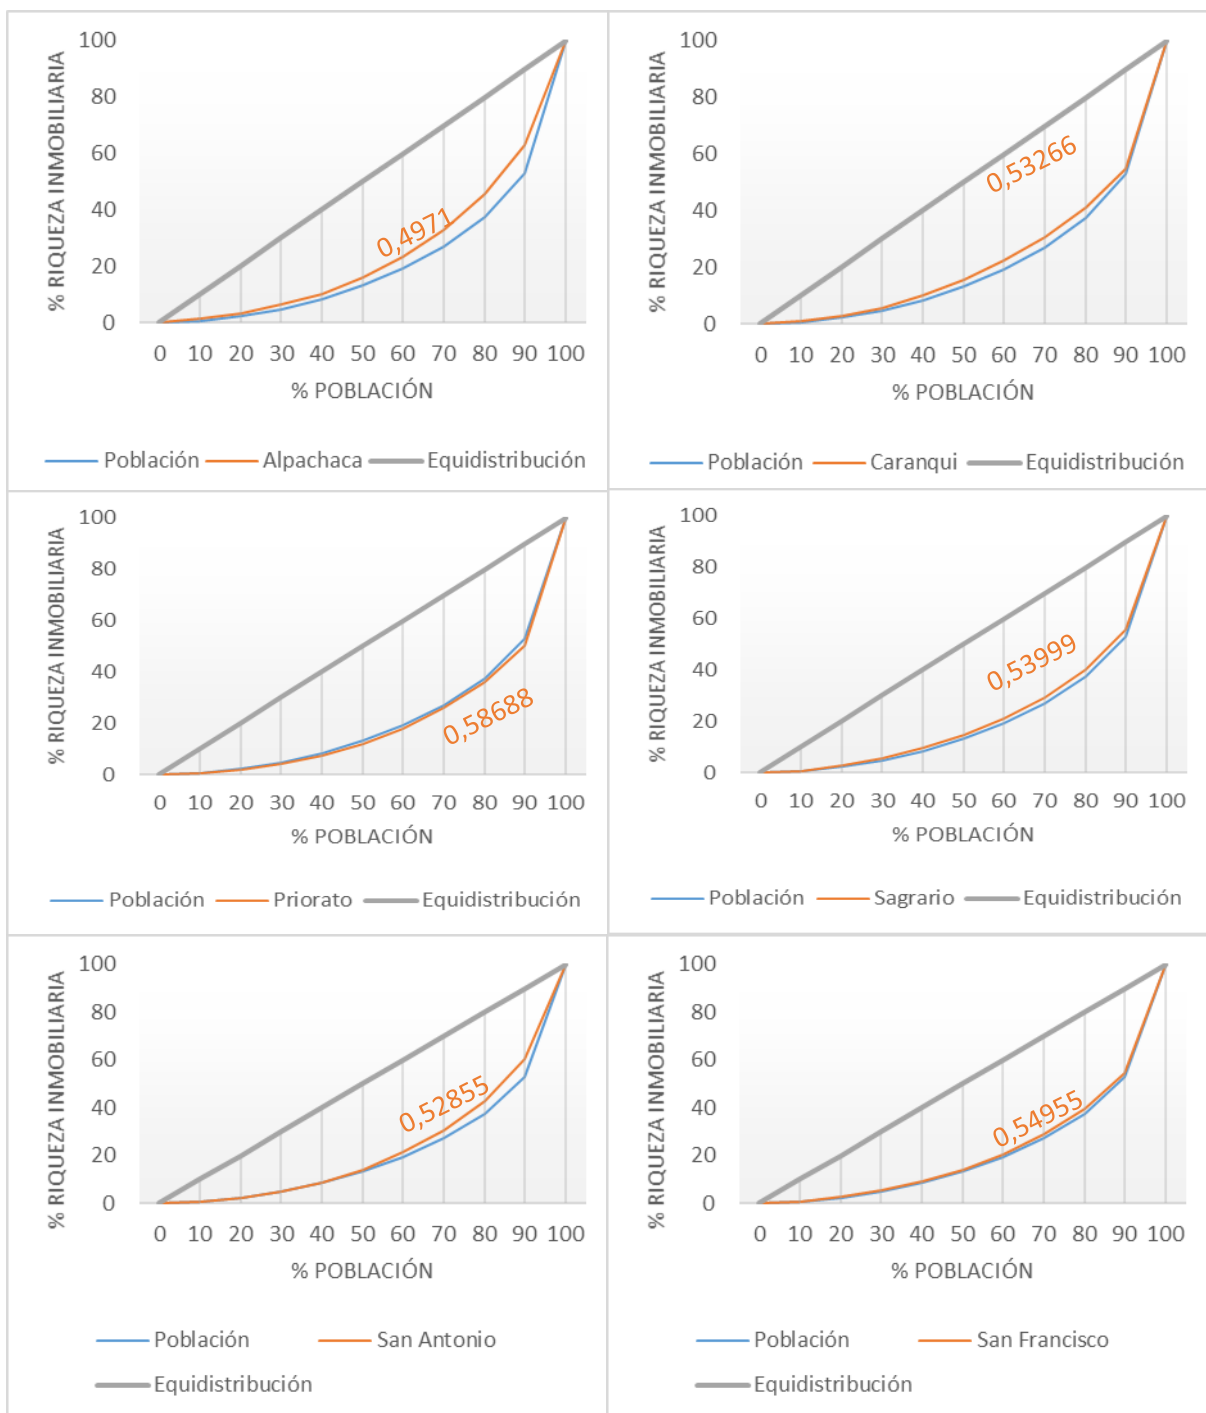 % RIQUEZA INMOBILIARIA
100
80
60
40
20
0
0,4971
0 10 20 30 40 50 60 70 80 90 100
% POBLACIÓN
Población Alpachaca Equidistribución
% RIQUEZA INMOBILIARIA
100
80
60
40
20
0
0,53266
0 10 20 30 40 50 60 70 80 90 100
% POBLACIÓN
Población Caranqui Equidistribución
% RIQUEZA INMOBILIARIA
100
80
60
40
20
0
0,58688
0 10 20 30 40 50 60 70 80 90 100
% POBLACIÓN
Población Priorato Equidistribución
% RIQUEZA INMOBILIARIA
100
80
60
40
20
0
0,53999
0 10 20 30 40 50 60 70 80 90 100
% POBLACIÓN
Población Sagrario Equidistribución
% RIQUEZA INMOBILIARIA
100
80
60
40
20
0
0,52855
0 10 20 30 40 50 60 70 80 90 100
% POBLACIÓN
Población San Antonio
Equidistribución
% RIQUEZA INMOBILIARIA
100
80
60
40
20
0
0,54955
0 10 20 30 40 50 60 70 80 90 100
% POBLACIÓN
Población San Francisco
Equidistribución